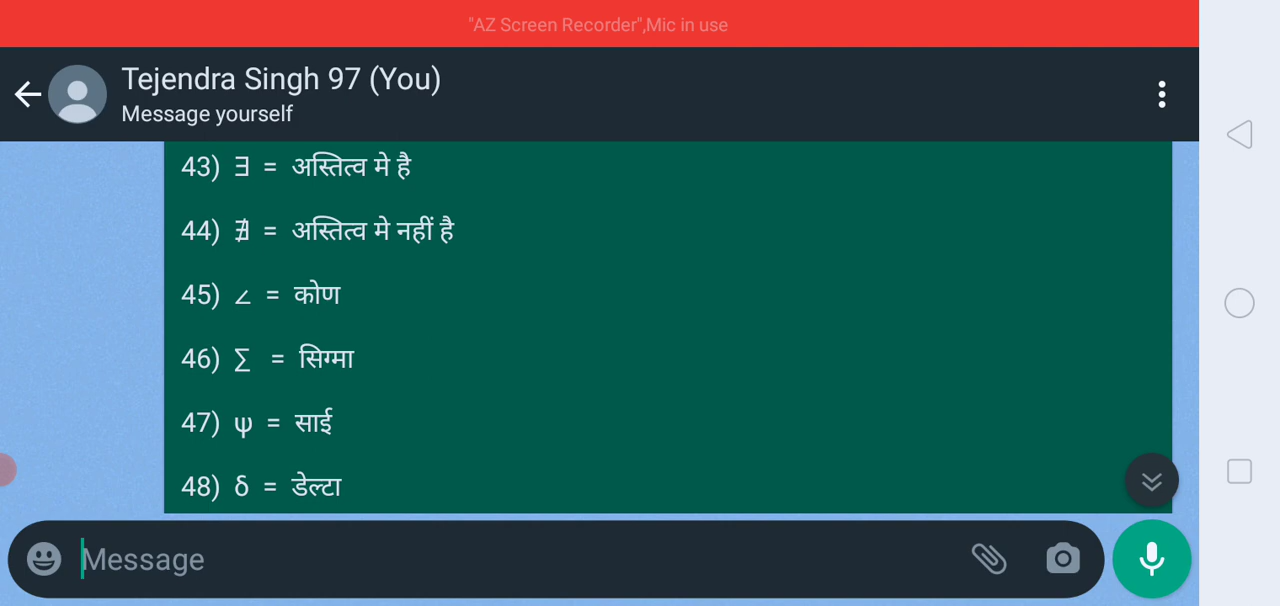 "AZ Screen Recorder",Mic in use
Tejendra Singh 97 (You)
Message yourself
43) ∃ = अस्तित्व मे है
44) ∄ = अस्तित्व मे नहीं है
45) ∠ = कोण
46) ∑ = सिग्मा
47) ψ = साई
48) δ = डेल्टा
Message